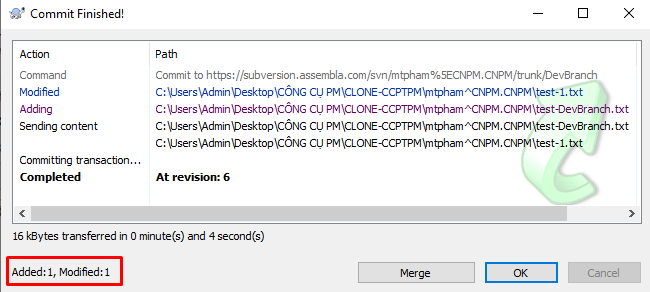 Commit Finished!
Action Path
Command Commit to https://subversion.assembla.com/svn/mtpham%5ECNPM.CNPM/trunk/DevBranch
Modified C:\Users\Admin\Desktop\CÔNG CỤ PM\CLONE-CCPTPM\mtpham^CNPM.CNPM\test-1.txt
Adding C:\Users\Admin\Desktop\CÔNG CỤ PM\CLONE-CCPTPM\mtpham^CNPM.CNPM\test-DevBranch.txt
Sending content C:\Users\Admin\Desktop\CÔNG CỤ PM\CLONE-CCPTPM\mtpham^CNPM.CNPM\test-DevBranch.txt
C:\Users\Admin\Desktop\CÔNG CỤ PM\CLONE-CCPTPM\mtpham^CNPM.CNPM\test-1.txt
Committing transaction...
Completed At revision: 6
16 kBytes transferred in 0 minute(s) and 4 second(s)
Added:1, Modified:1 Merge OK Cancel